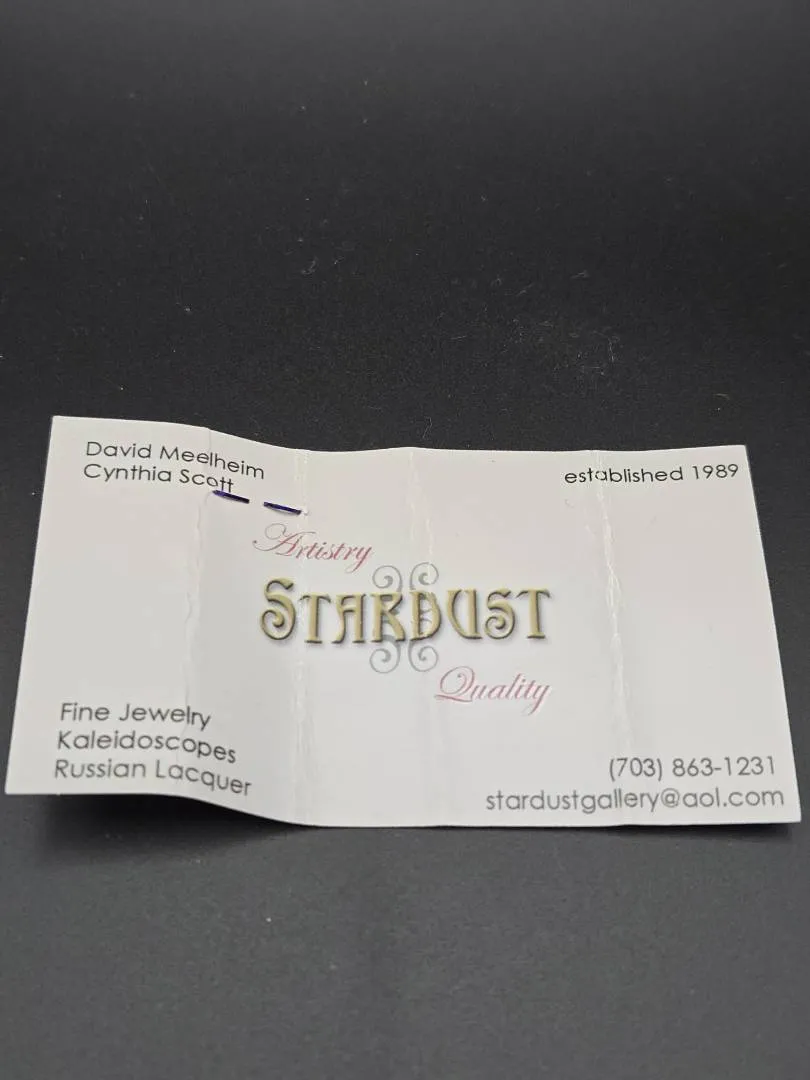 David Meelheim
Cynthia Scott
established 1989
Artistry
STARDUST
Quality
Fine Jewelry
Kaleidoscopes
Russian Lacquer
(703) 863-1231
stardustgallery@aol.com